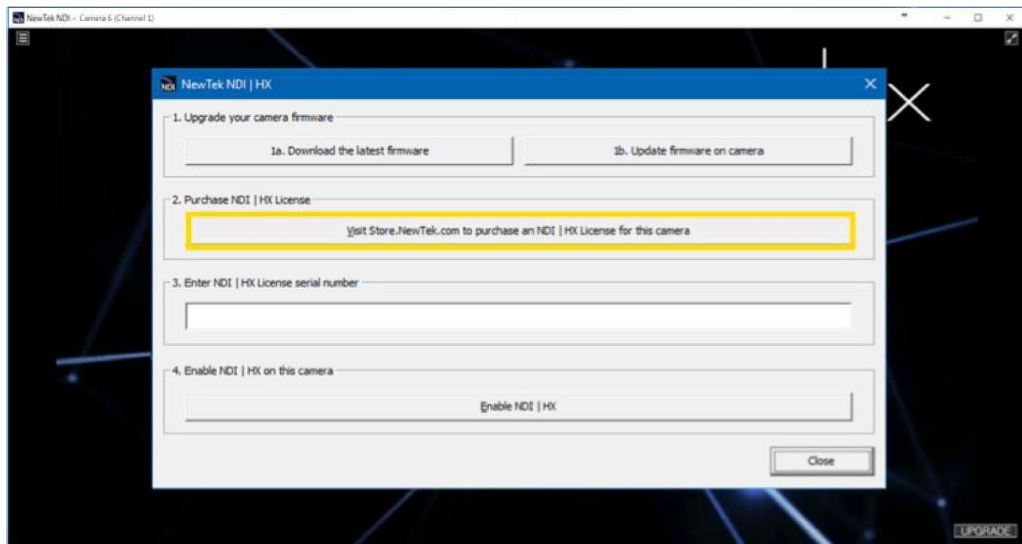 NewTek NDI - Camera 6 (Channel 1)
X
NDI NewTek NDI | HX
1. Upgrade your camera firmware
1a. Download the latest firmware
1b. Update firmware on camera
2. Purchase NDI | HX License
Visit Store.NewTek.com to purchase an NDI | HX License for this camera
3. Enter NDI | HX License serial number
4. Enable NDI | HX on this camera
Enable NDI | HX
Close
UPGRADE